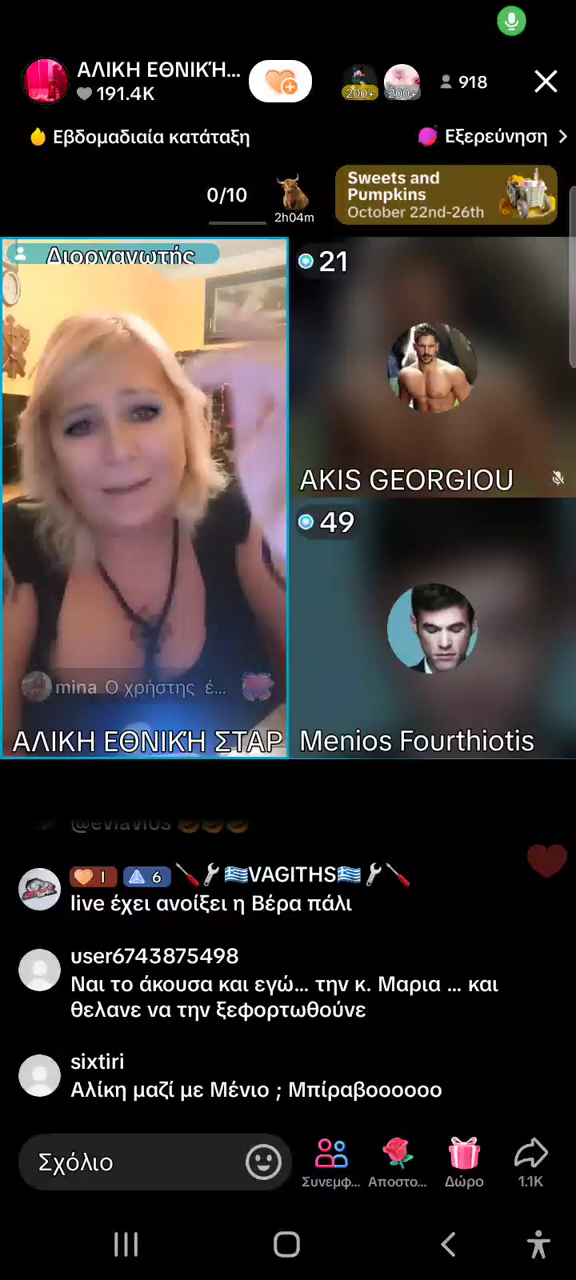 ΑΛΙΚΗ ΕΘΝΙΚΉ...
191.4K
200+
200+
918
Εβδομαδιαία κατάταξη
Εξερεύνηση
0/10
2h04m
Sweets and
Pumpkins
October 22nd-26th
Διοργανωτής
21
AKIS GEORGIOU
49
mina Ο χρήστης έ...
ΑΛΙΚΗ ΕΘΝΙΚΉ ΣΤΑΡ
Menios Fourthiotis
@eviavios 🤣🤣🤣
I
6
🪛🔧🇬🇷VAGITHS🇬🇷🔧🪛
live έχει ανοίξει η Βέρα πάλι
user6743875498
Ναι το άκουσα και εγώ... την κ. Μαρια ... και
θελανε να την ξεφορτωθούνε
sixtiri
Αλίκη μαζί με Μένιο ; Μπίραβοοοοοο
Σχόλιο
Συνεμφ...
Αποστο...
Δώρο
1.1K